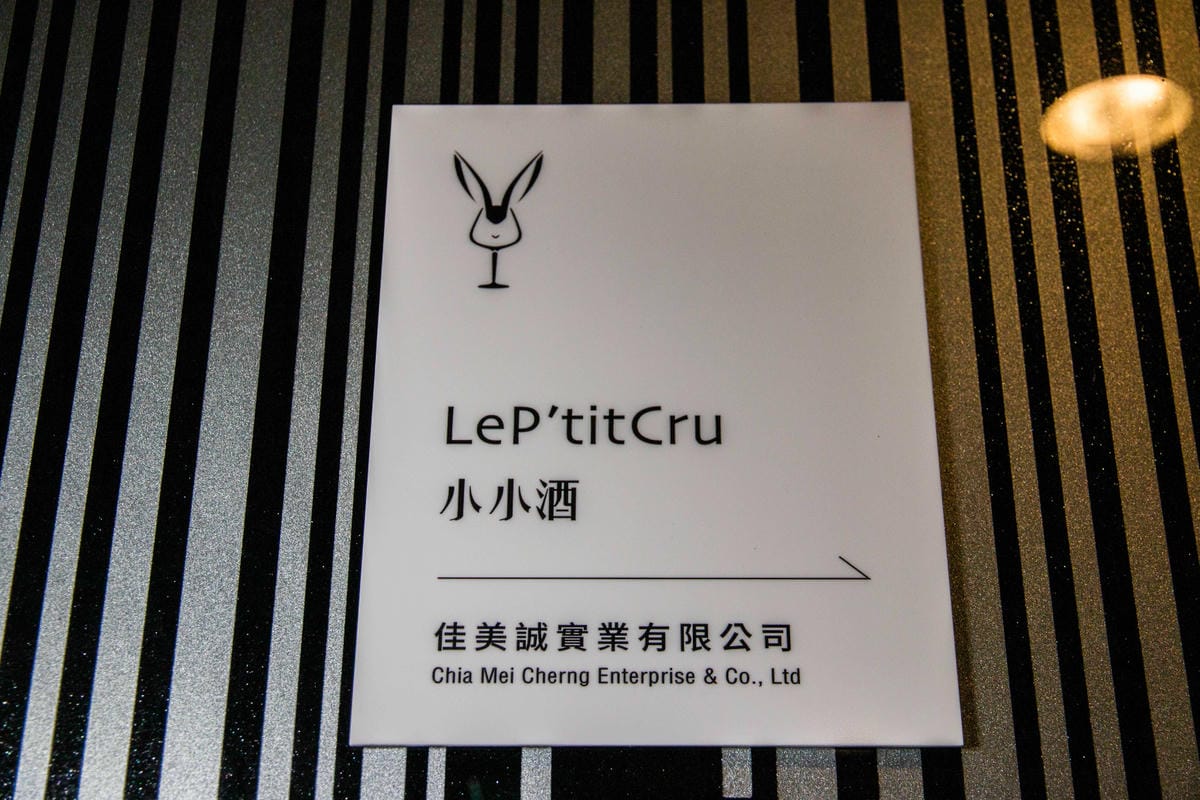 LeP'titCru
小小酒
佳美誠實業有限公司
Chia Mei Cherng Enterprise & Co., Ltd